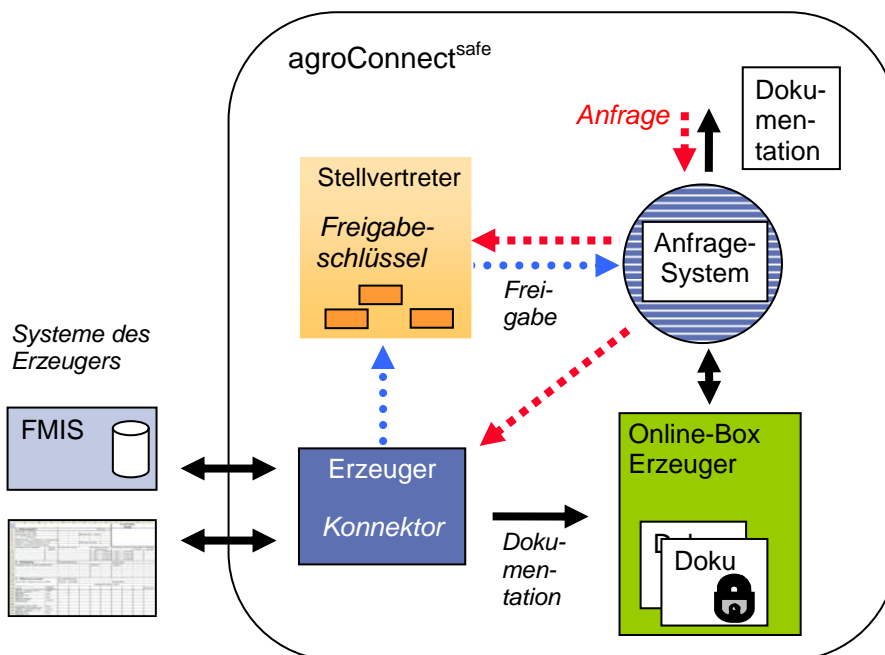 agroConnectsafe
Anfrage
Doku-
men-
tation
Stellvertreter
Freigabe-
schlüssel
Anfrage-
System
Frei-
gabe
Systeme des
Erzeugers
FMIS
Erzeuger
Konnektor
Doku-
men-
tation
Online-Box
Erzeuger
Doku